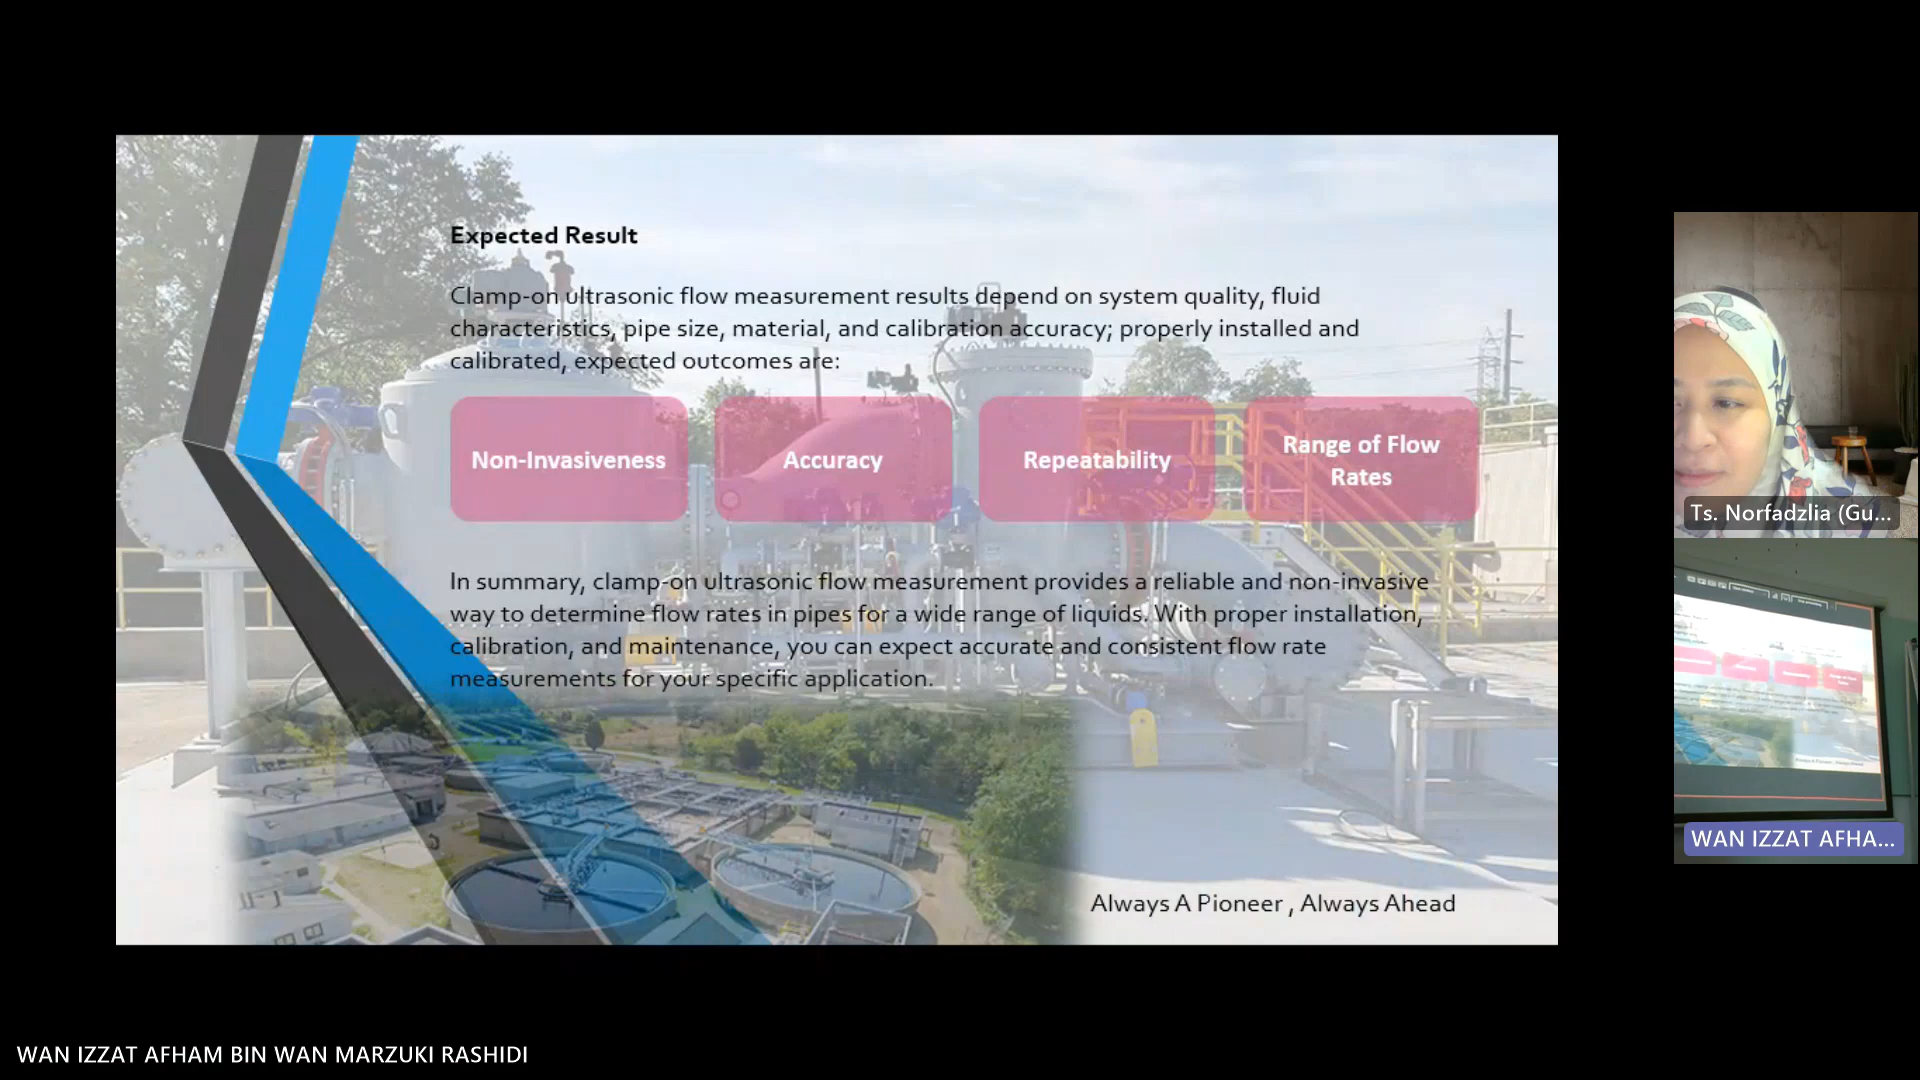 Expected Result
Clamp-on ultrasonic flow measurement results depend on system quality, fluid
characteristics, pipe size, material, and calibration accuracy; properly installed and
calibrated, expected outcomes are:
Non-Invasiveness
Accuracy
Repeatability
Range of Flow
Rates
In summary, clamp-on ultrasonic flow measurement provides a reliable and non-invasive
way to determine flow rates in pipes for a wide range of liquids. With proper installation,
calibration, and maintenance, you can expect accurate and consistent flow rate
measurements for your specific application.
Always A Pioneer , Always Ahead
Ts. Norfadzlia (Gu...
WAN IZZAT AFHA...
WAN IZZAT AFHAM BIN WAN MARZUKI RASHIDI